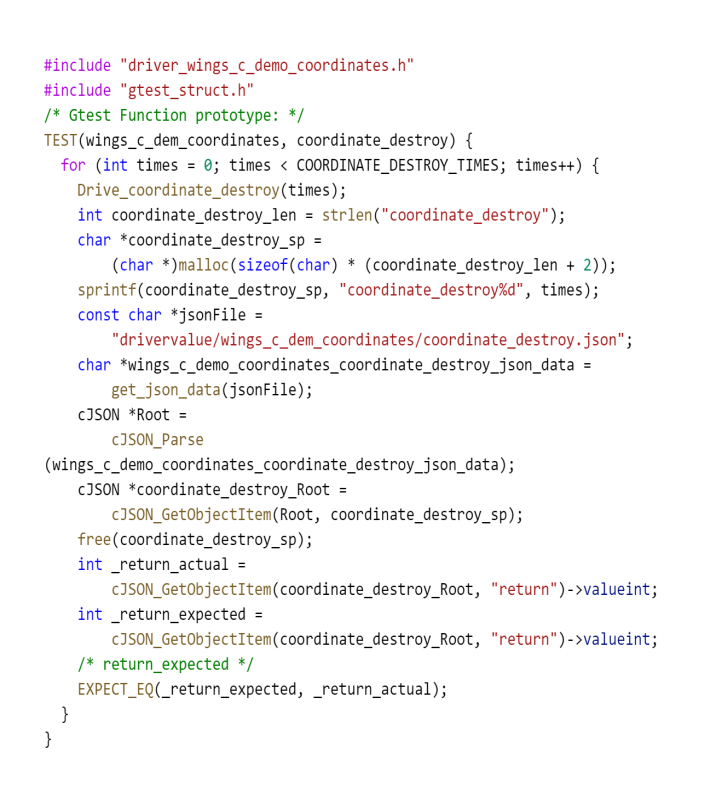 #include "driver_wings_c_demo_coordinates.h"
#include "gtest_struct.h"
/* Gtest Function prototype: */
TEST(wings_c_dem_coordinates, coordinate_destroy) {
  for (int times = 0; times < COORDINATE_DESTROY_TIMES; times++) {
    Drive_coordinate_destroy(times);
    int coordinate_destroy_len = strlen("coordinate_destroy");
    char *coordinate_destroy_sp =
        (char *)malloc(sizeof(char) * (coordinate_destroy_len + 2));
    sprintf(coordinate_destroy_sp, "coordinate_destroy%d", times);
    const char *jsonFile =
        "drivervalue/wings_c_dem_coordinates/coordinate_destroy.json";
    char *wings_c_demo_coordinates_coordinate_destroy_json_data =
        get_json_data(jsonFile);
    cJSON *Root =
        cJSON_Parse
(wings_c_demo_coordinates_coordinate_destroy_json_data);
    cJSON *coordinate_destroy_Root =
        cJSON_GetObjectItem(Root, coordinate_destroy_sp);
    free(coordinate_destroy_sp);
    int _return_actual =
        cJSON_GetObjectItem(coordinate_destroy_Root, "return")->valueint;
    int _return_expected =
        cJSON_GetObjectItem(coordinate_destroy_Root, "return")->valueint;
    /* return_expected */
    EXPECT_EQ(_return_expected, _return_actual);
  }
}